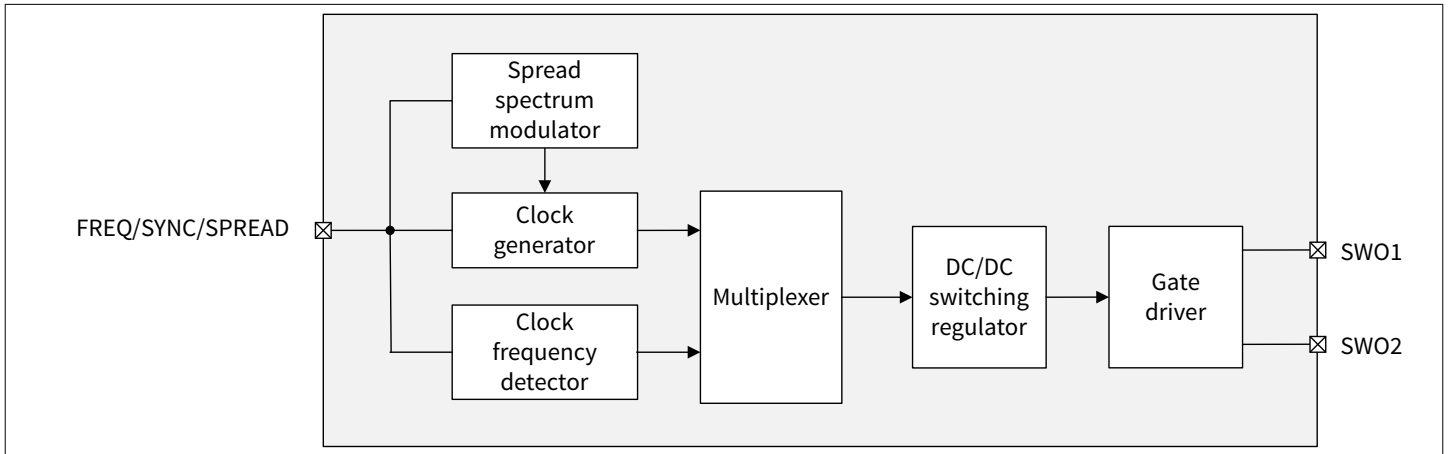 Spread
spectrum
modulator
FREQ/SYNC/SPREAD
Clock
generator
Clock
frequency
detector
Multiplexer
DC/DC
switching
regulator
Gate
driver
SWO1
SWO2